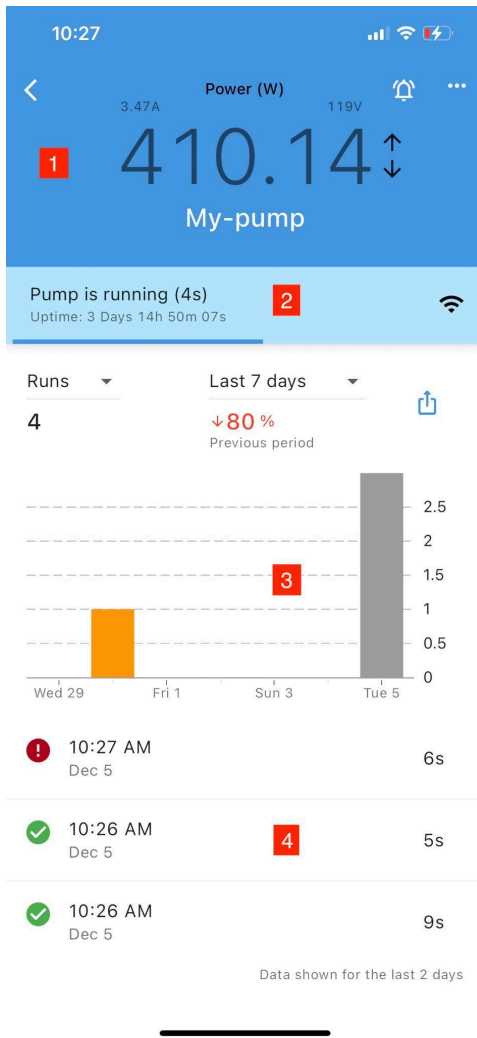 10:27
Power (W)
3.47A 119V
1
410.14
My-pump
Pump is running (4s)
2
Uptime: 3 Days 14h 50m 07s
Runs Last 7 days
4 80 %
Previous period
2.5
2
1.5
3
1
0.5
0
Wed 29 Fri 1 Sun 3 Tue 5
10:27 AM
Dec 5
6s
10:26 AM
Dec 5
4
5s
10:26 AM
Dec 5
9s
Data shown for the last 2 days